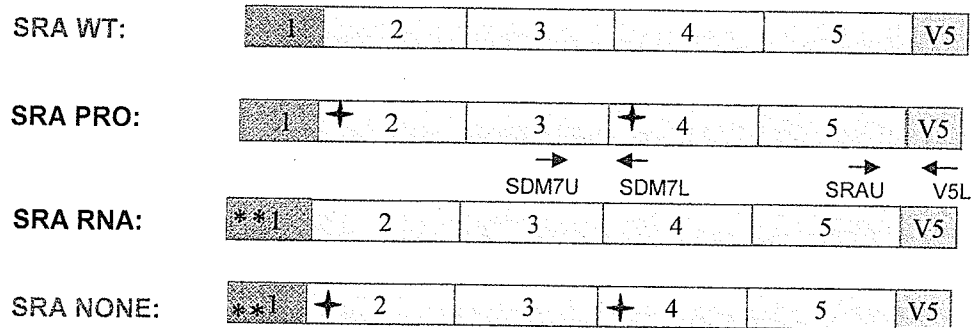 SRA WT: 1 2 3 4 5 V5
SRA PRO: 1 2 3 4 5 V5
SDM7U SDM7L SRAU V5L
SRA RNA: **1 2 3 4 5 V5
SRA NONE: **1 2 3 4 5 V5